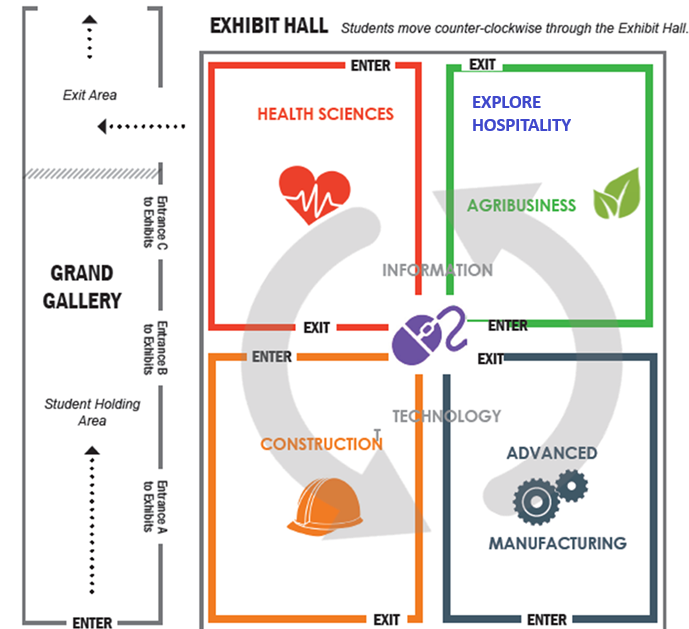 EXHIBIT HALL Students move counter-clockwise through the Exhibit Hall.
Exit Area
Entrance C
to Exhibits
GRAND
GALLERY
Entrance B
to Exhibits
Student Holding
Area
Entrance A
to Exhibits
ENTER
ENTER
HEALTH SCIENCES
EXIT
EXIT
EXPLORE
HOSPITALITY
AGRIBUSINESS
ENTER
INFORMATION
TECHNOLOGY
ENTER
CONSTRUCTION
EXIT
EXIT
ADVANCED
MANUFACTURING
ENTER